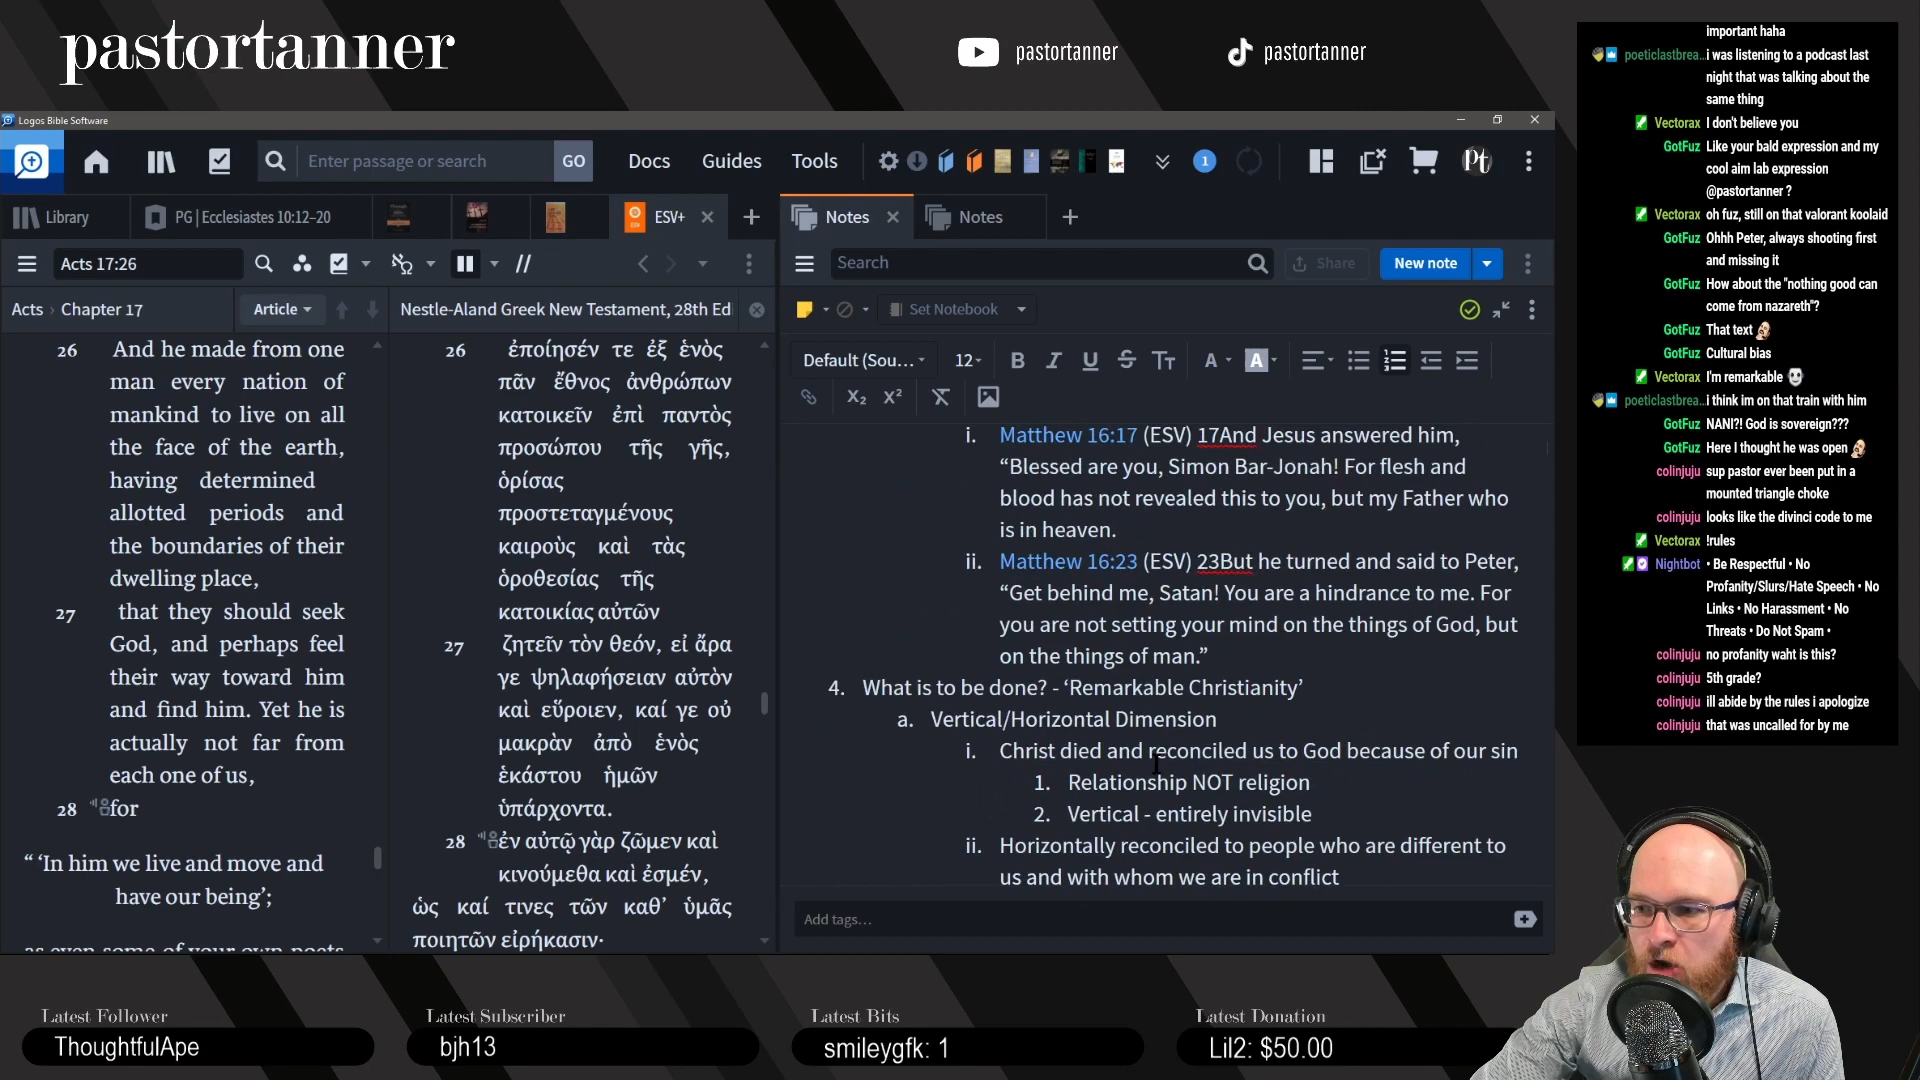 pastortanner
pastortanner
pastortanner
Logos Bible Software
Enter passage or search
GO
Docs
Guides
Tools
1
pt
Library
PG | Ecclesiastes 10:12–20
ESV+
Notes
Notes
Acts 17:26
Search
Share
New note
Acts › Chapter 17
Article
Nestle-Aland Greek New Testament, 28th Ed
Set Notebook
Default (Sou...
12
26 And he made from one
man every nation of
mankind to live on all
the face of the earth,
having determined
allotted periods and
the boundaries of their
dwelling place,
27 that they should seek
God, and perhaps feel
their way toward him
and find him. Yet he is
actually not far from
each one of us,
28 for
“ ‘In him we live and move and
have our being’;
as even some of your own poets
26 ἐποίησέν τε ἐξ ἑνὸς
πᾶν ἔθνος ἀνθρώπων
κατοικεῖν ἐπὶ παντὸς
προσώπου τῆς γῆς,
ὁρίσας
προστεταγμένους
καιροὺς καὶ τὰς
ὁροθεσίας τῆς
κατοικίας αὐτῶν
27 ζητεῖν τὸν θεόν, εἰ ἄρα
γε ψηλαφήσειαν αὐτὸν
καὶ εὕροιεν, καί γε οὐ
μακρὰν ἀπὸ ἑνὸς
ἑκάστου ἡμῶν
ὑπάρχοντα.
28 ἐν αὐτῷ γὰρ ζῶμεν καὶ
κινούμεθα καὶ ἐσμέν,
ὡς καί τινες τῶν καθ’ ὑμᾶς
ποιητῶν εἰρήκασιν·
i. Matthew 16:17 (ESV) 17And Jesus answered him,
“Blessed are you, Simon Bar-Jonah! For flesh and
blood has not revealed this to you, but my Father who
is in heaven.
ii. Matthew 16:23 (ESV) 23But he turned and said to Peter,
“Get behind me, Satan! You are a hindrance to me. For
you are not setting your mind on the things of God, but
on the things of man.”
4. What is to be done? - ‘Remarkable Christianity’
a. Vertical/Horizontal Dimension
i. Christ died and reconciled us to God because of our sin
1. Relationship NOT religion
2. Vertical - entirely invisible
ii. Horizontally reconciled to people who are different to
us and with whom we are in conflict
Add tags...
important haha
poeticlastbrea... i was listening to a podcast last
night that was talking about the
same thing
Vectorax I don't believe you
GotFuz Like your bald expression and my
cool aim lab expression
@pastortanner ?
Vectorax oh fuz, still on that valorant koolaid
GotFuz Ohhh Peter, always shooting first
and missing it
GotFuz How about the "nothing good can
come from nazareth"?
GotFuz That text
GotFuz Cultural bias
Vectorax I'm remarkable
poeticlastbrea... i think im on that train with him
GotFuz NANI?! God is sovereign???
GotFuz Here I thought he was open
colinjuju sup pastor ever been put in a
mounted triangle choke
colinjuju looks like the divinci code to me
Vectorax !rules
Nightbot • Be Respectful • No
Profanity/Slurs/Hate Speech • No
Links • No Harassment • No
Threats • Do Not Spam •
colinjuju no profanity waht is this?
colinjuju 5th grade?
colinjuju ill abide by the rules i apologize
colinjuju that was uncalled for by me
Latest Follower
ThoughtfulApe
Latest Subscriber
bjh13
Latest Bits
smileygfk: 1
Latest Donation
Lil2: $50.00